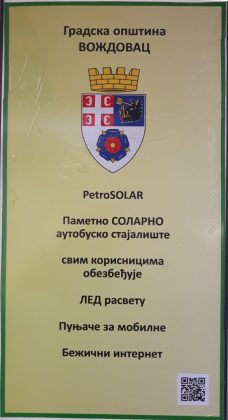 Градска општина
ВОЖДОВАЦ
PetroSOLAR
Паметно СОЛАРНО
аутобуско стајалиште
свим корисницима
обезбеђује
ЛЕД расвету
Пуњаче за мобилне
Бежични интернет